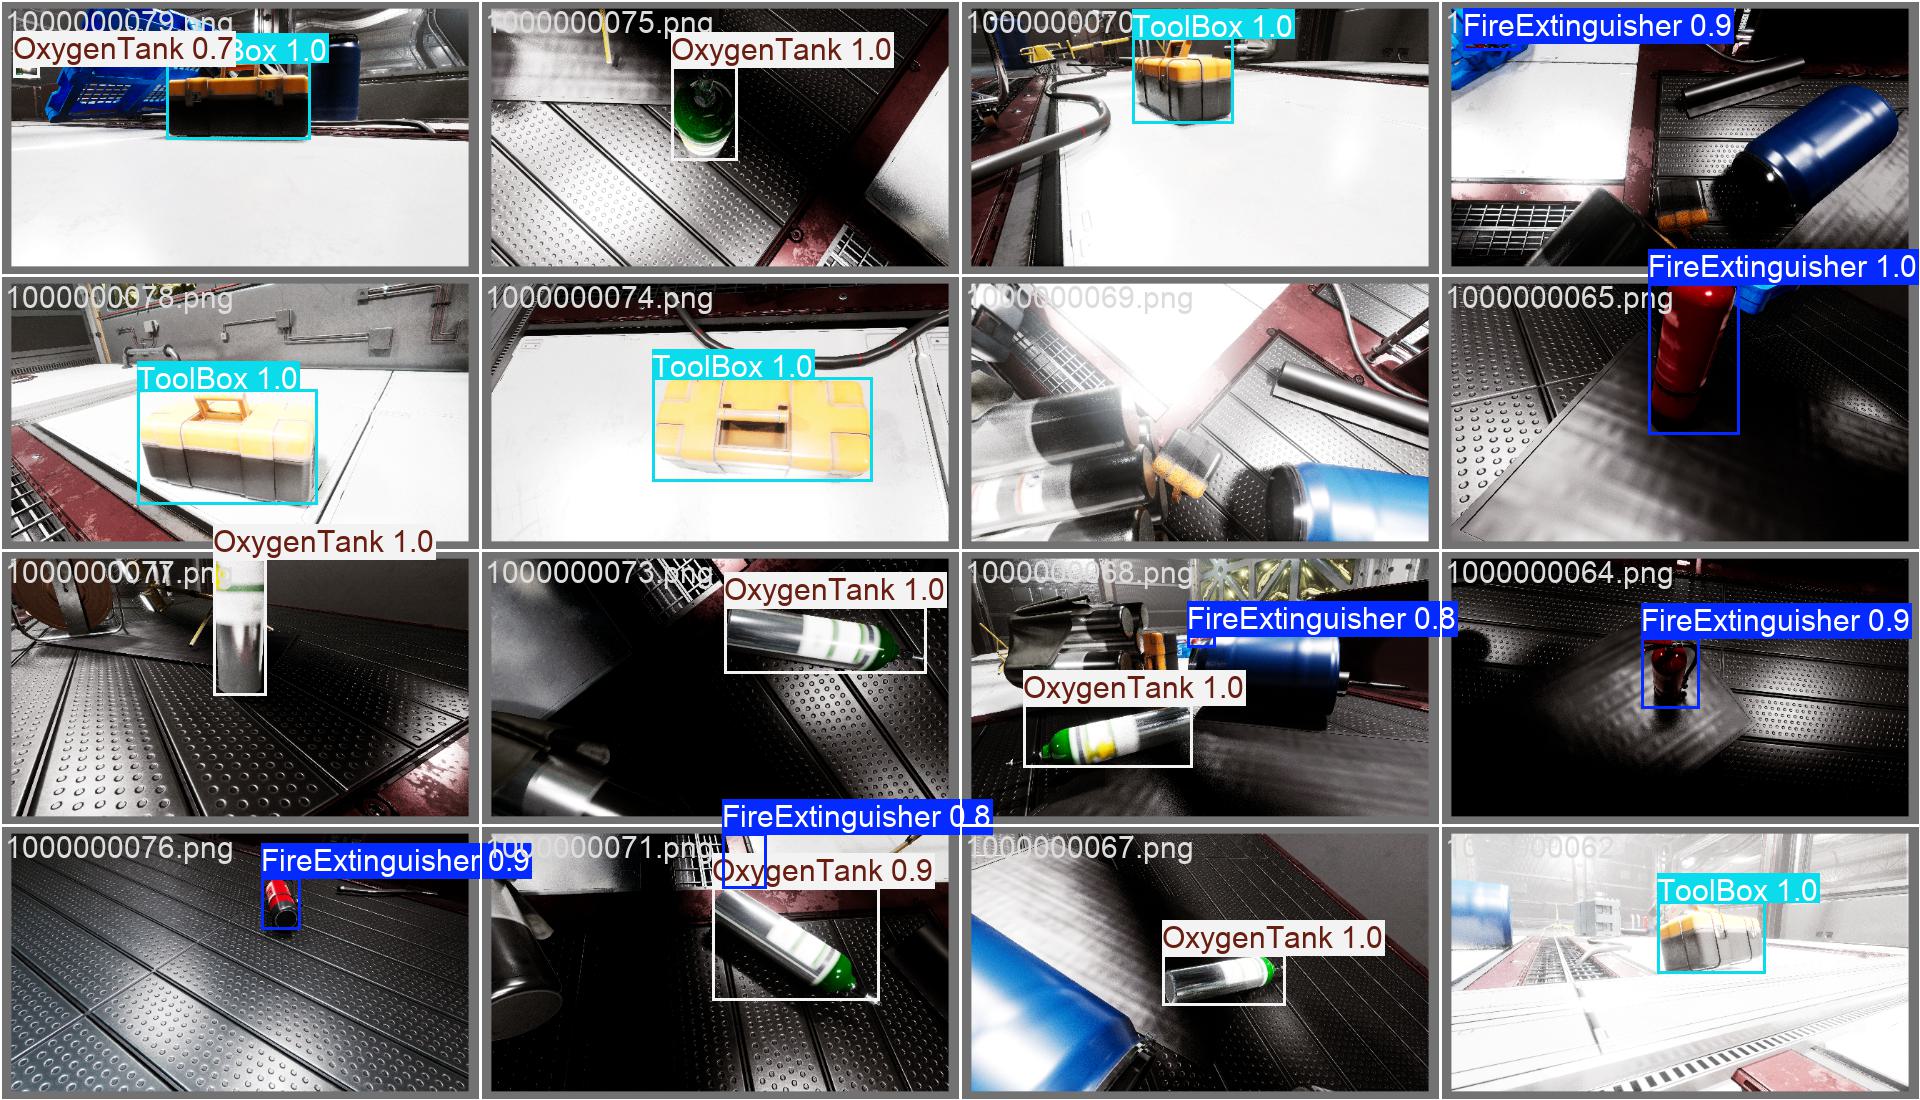 1000000079.png
OxygenTank 0.7
Box 1.0
1000000075.png
OxygenTank 1.0
1000000070
ToolBox 1.0
FireExtinguisher 0.9
1000000078.png
ToolBox 1.0
1000000074.png
ToolBox 1.0
1000000069.png
1000000065.png
FireExtinguisher 1.0
1000000077.png
OxygenTank 1.0
1000000073.png
OxygenTank 1.0
1000000068.png
FireExtinguisher 0.8
OxygenTank 1.0
1000000064.png
FireExtinguisher 0.9
1000000076.png
FireExtinguisher 0.9
1000000071.png
FireExtinguisher 0.8
OxygenTank 0.9
1000000067.png
OxygenTank 1.0
ToolBox 1.0